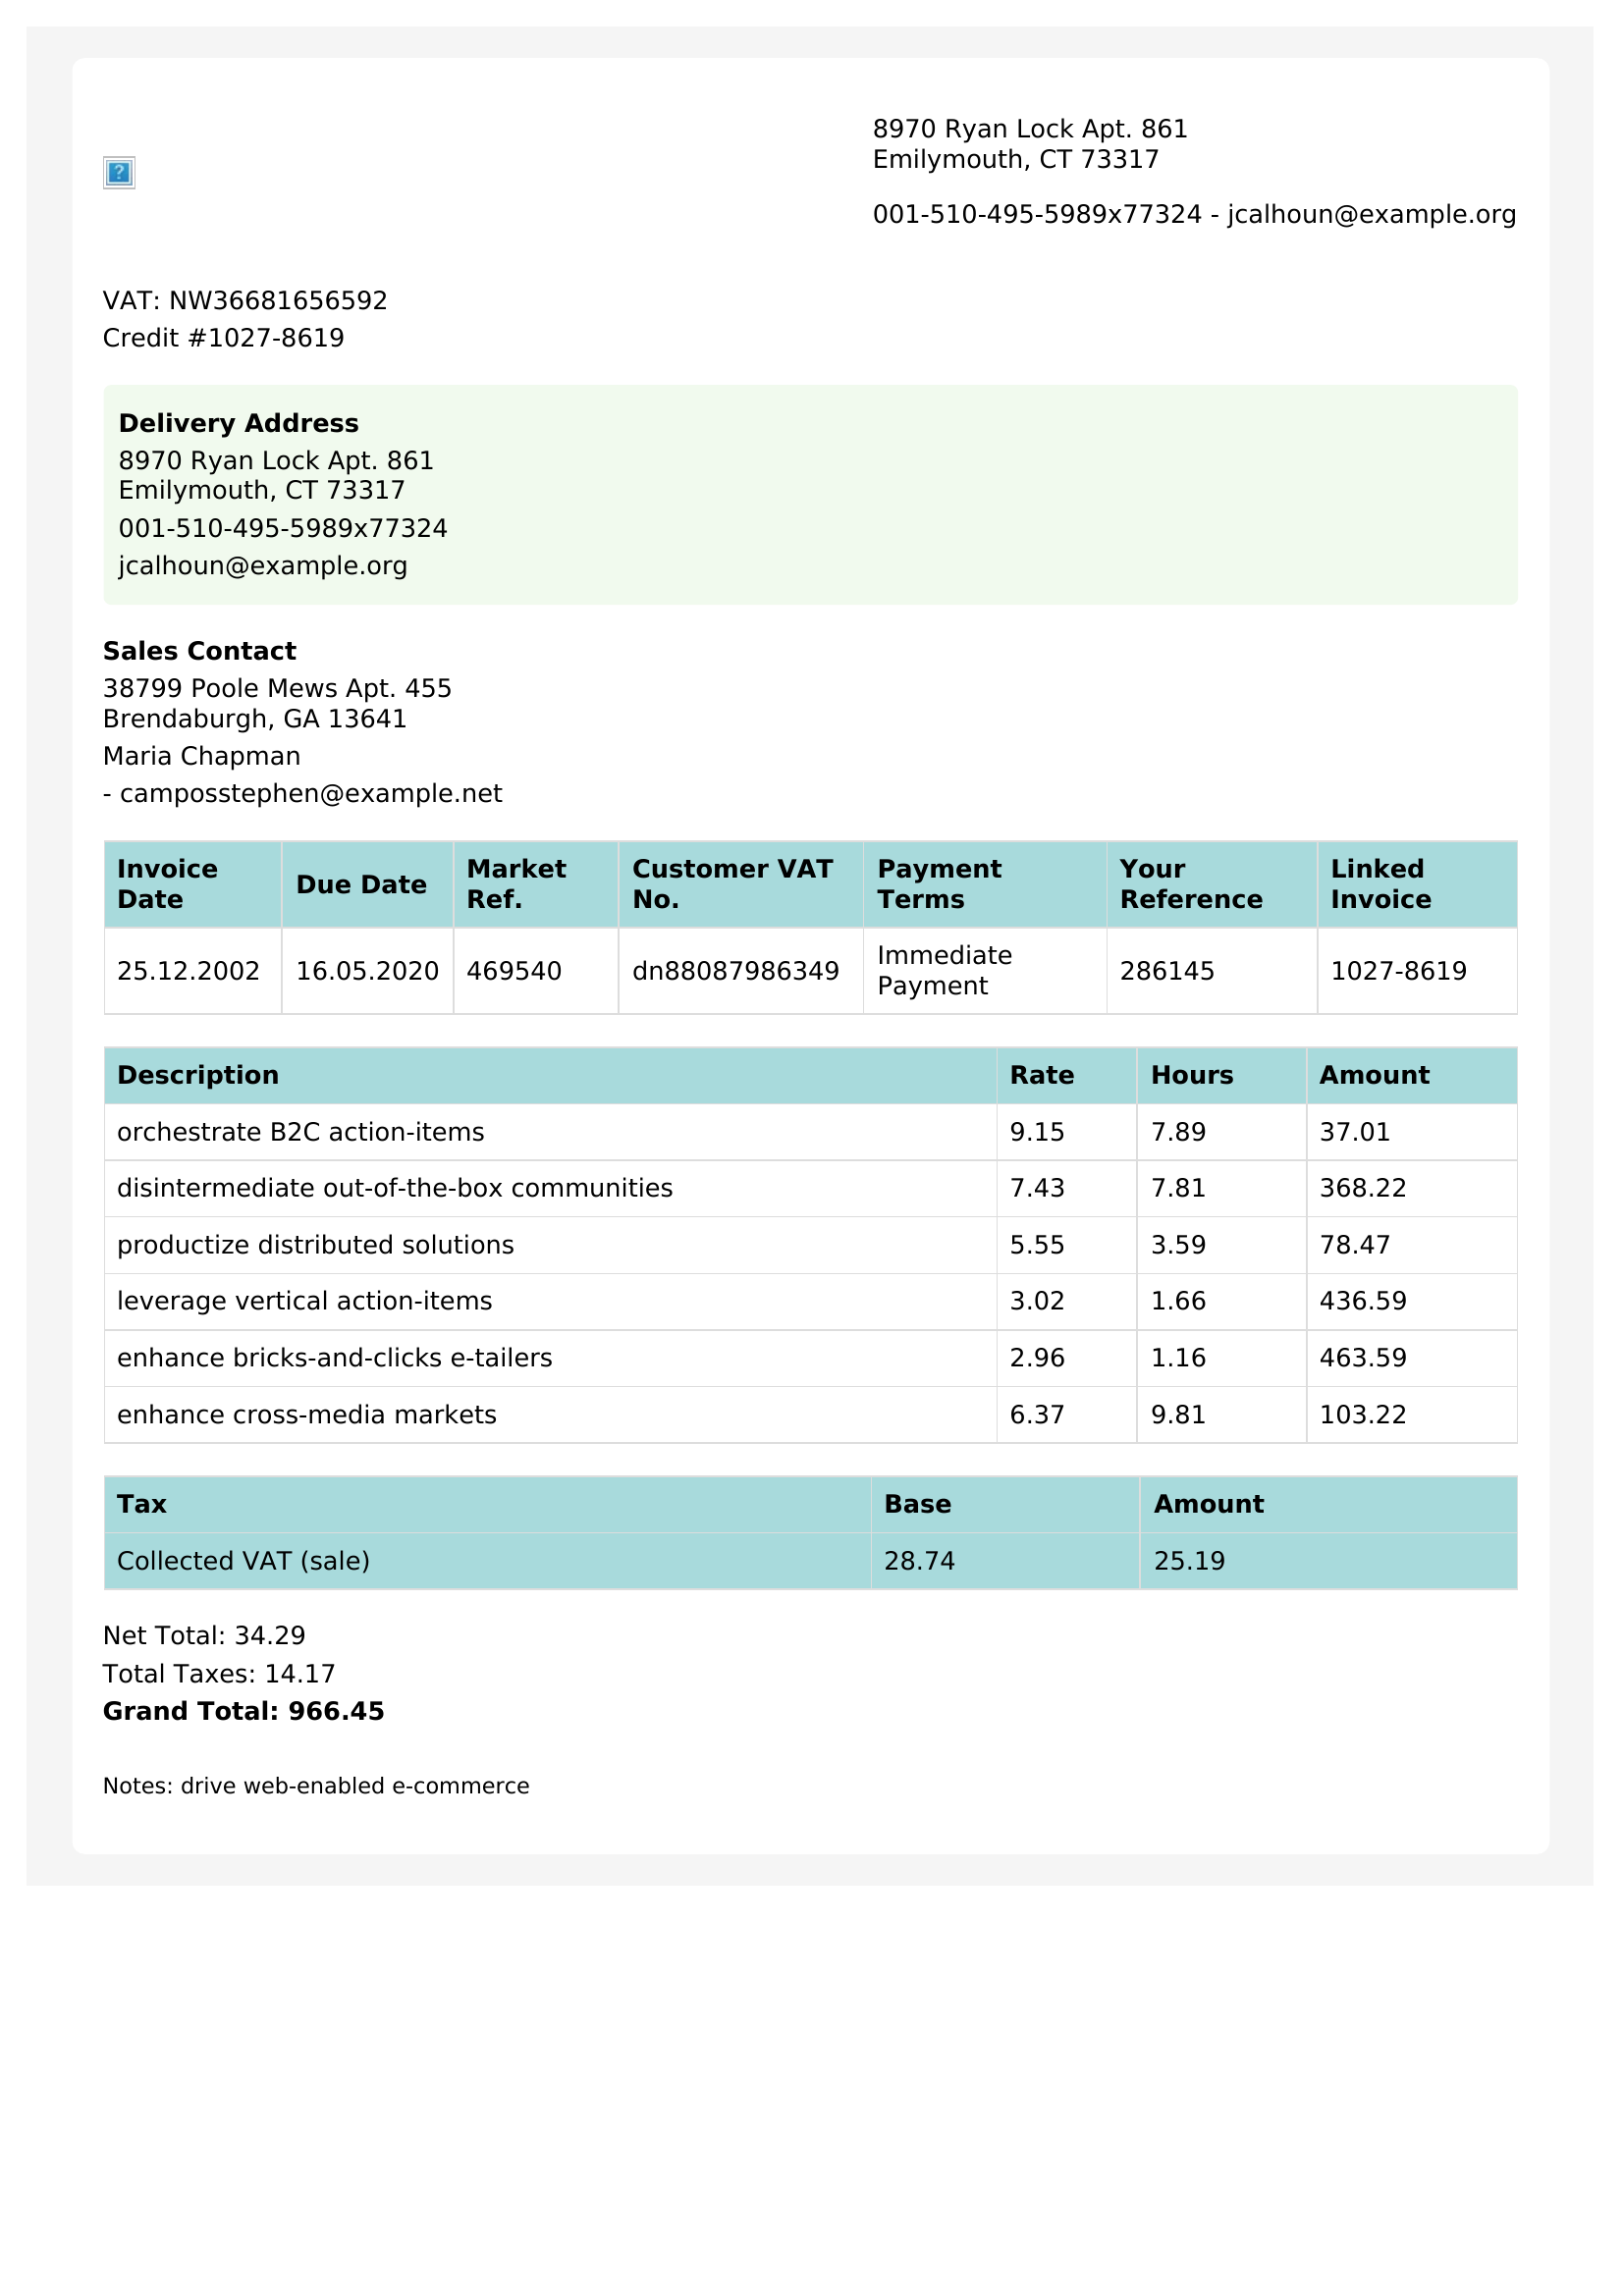 8970 Ryan Lock Apt. 861
Emilymouth, CT 73317
001-510-495-5989x77324 - jcalhoun@example.org
VAT: NW36681656592
Credit #1027-8619
Delivery Address
8970 Ryan Lock Apt. 861
Emilymouth, CT 73317
001-510-495-5989x77324
jcalhoun@example.org
Sales Contact
38799 Poole Mews Apt. 455
Brendaburgh, GA 13641
Maria Chapman
- camposstephen@example.net
Invoice Date Due Date Market Ref. Customer VAT No. Payment Terms Your Reference Linked Invoice
25.12.2002 16.05.2020 469540 dn88087986349 Immediate Payment 286145 1027-8619
Description Rate Hours Amount
orchestrate B2C action-items 9.15 7.89 37.01
disintermediate out-of-the-box communities 7.43 7.81 368.22
productize distributed solutions 5.55 3.59 78.47
leverage vertical action-items 3.02 1.66 436.59
enhance bricks-and-clicks e-tailers 2.96 1.16 463.59
enhance cross-media markets 6.37 9.81 103.22
Tax Base Amount
Collected VAT (sale) 28.74 25.19
Net Total: 34.29
Total Taxes: 14.17
Grand Total: 966.45
Notes: drive web-enabled e-commerce